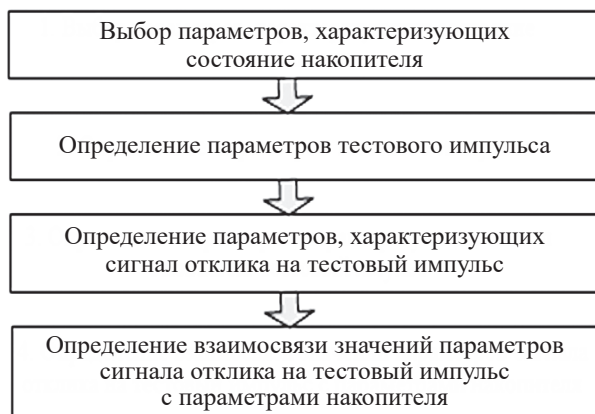 Выбор параметров, характеризующих
состояние накопителя
Определение параметров тестового импульса
Определение параметров, характеризующих
сигнал отклика на тестовый импульс
Определение взаимосвязи значений параметров
сигнала отклика на тестовый импульс
с параметрами накопителя